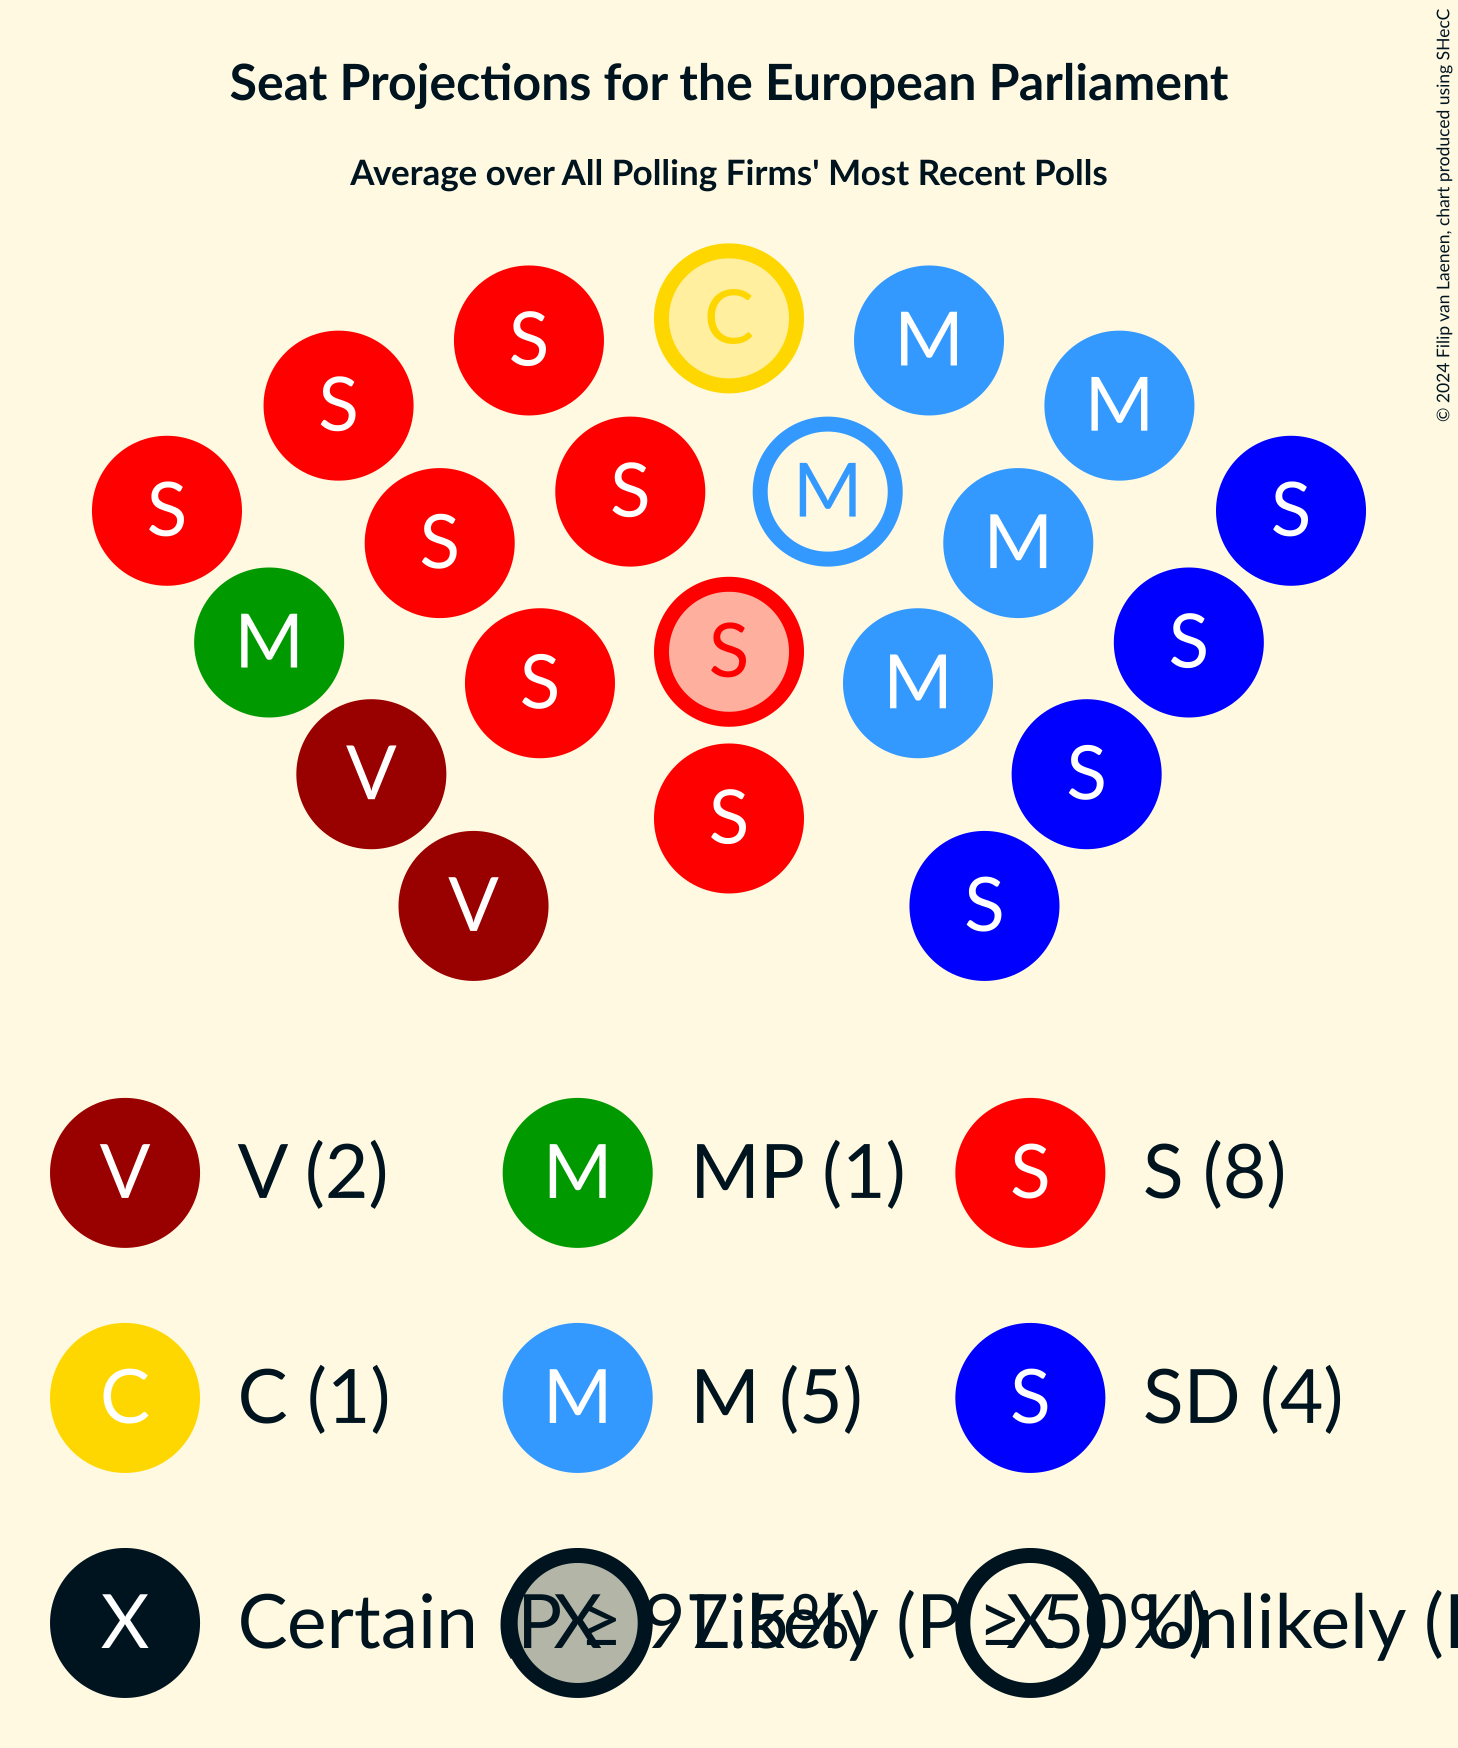 Seat Projections for the European Parliament
Average over All Polling Firms' Most Recent Polls
© 2024 Filip van Laenen, chart produced using SHecC
C
S M
S M
S M
S S
S M
M S
S
S M
V S
S
V S
V V (2) M MP (1) S S (8)
C C (1) M M (5) S SD (4)
X Certain (P ≥ 97.5%) X Likely (P ≥ 50%) X Unlikely (